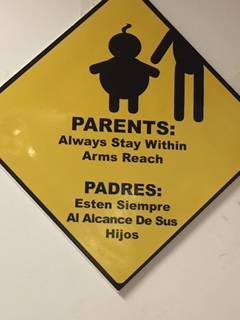 PARENTS:
Always Stay Within
Arms Reach
PADRES:
Esten Siempre
Al Alcance De Sus
Hijos